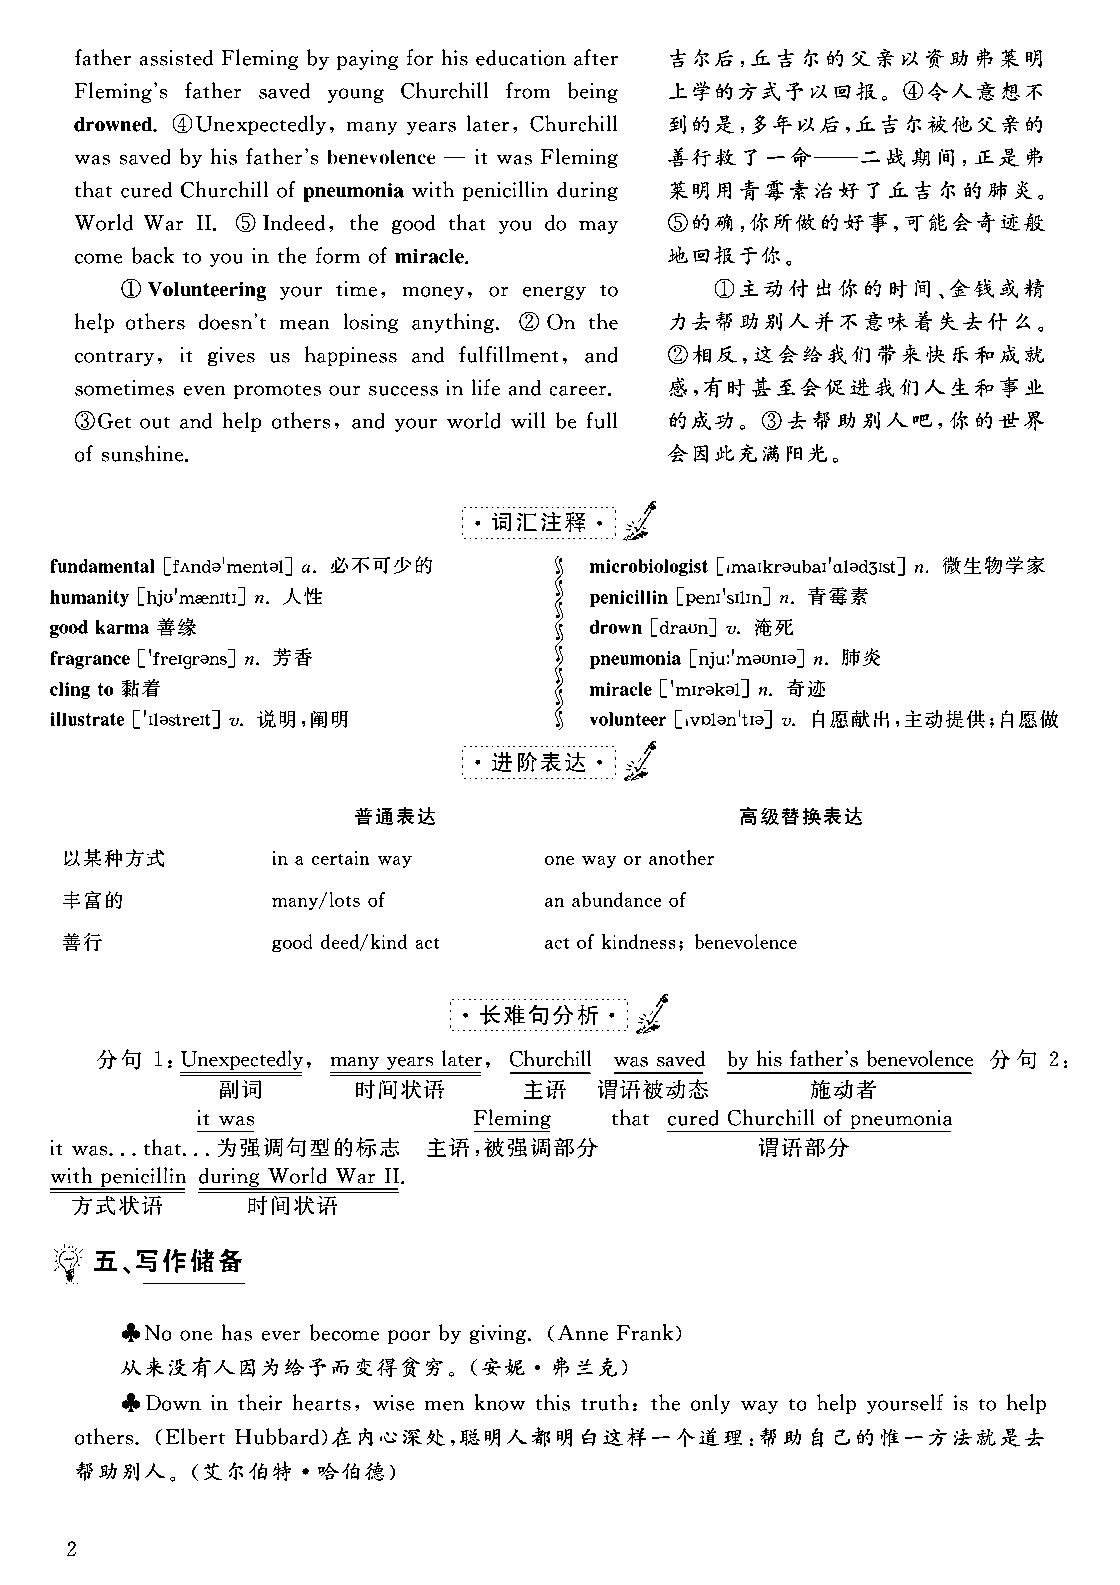 father assisted Fleming by paying for his education after
Fleming's father saved young Churchill from being
drowned. ④Unexpectedly, many years later, Churchill
was saved by his father's benevolence — it was Fleming
that cured Churchill of pneumonia with penicillin during
World War II. ⑤Indeed, the good that you do may
come back to you in the form of miracle.
①Volunteering your time, money, or energy to
help others doesn't mean losing anything. ②On the
contrary, it gives us happiness and fulfillment, and
sometimes even promotes our success in life and career.
③Get out and help others, and your world will be full
of sunshine.
吉尔后,丘吉尔的父亲以资助弗莱明
上学的方式予以回报。④令人意想不
到的是,多年以后,丘吉尔被他父亲的
善行救了一命——二战期间,正是弗
莱明用青霉素治好了丘吉尔的肺炎。
⑤的确,你所做的好事,可能会奇迹般
地回报于你。
①主动付出你的时间、金钱或精
力去帮助别人并不意味着失去什么。
②相反,这会给我们带来快乐和成就
感,有时甚至会促进我们人生和事业
的成功。③去帮助别人吧,你的世界
会因此充满阳光。
·词汇注释·
fundamental [fʌndə'mentəl] a. 必不可少的
humanity [hjʊ'mænɪtɪ] n. 人性
good karma 善缘
fragrance ['freɪgrəns] n. 芳香
cling to 黏着
illustrate ['ɪləstreɪt] v. 说明,阐明
microbiologist [ˌmaɪkrəubaɪ'ɑlədʒɪst] n. 微生物学家
penicillin [penɪ'sɪlɪn] n. 青霉素
drown [draʊn] v. 淹死
pneumonia [nju:'məʊnɪə] n. 肺炎
miracle ['mɪrəkəl] n. 奇迹
volunteer [ˌvɒlən'tɪə] v. 自愿献出,主动提供;自愿做
·进阶表达·
普通表达 高级替换表达
以某种方式 in a certain way one way or another
丰富的 many/lots of an abundance of
善行 good deed/kind act act of kindness; benevolence
·长难句分析·
分句 1: Unexpectedly, many years later, Churchill was saved by his father's benevolence 分句 2:
副词 时间状语 主语 谓语被动态 施动者
it was Fleming that cured Churchill of pneumonia
it was...that...为强调句型的标志 主语,被强调部分 谓语部分
with penicillin during World War II.
方式状语 时间状语
五、写作储备
♣No one has ever become poor by giving. (Anne Frank)
从来没有人因为给予而变得贫穷。(安妮·弗兰克)
♣Down in their hearts, wise men know this truth: the only way to help yourself is to help
others. (Elbert Hubbard)在内心深处,聪明人都明白这样一个道理:帮助自己的惟一方法就是去
帮助别人。(艾尔伯特·哈伯德)
2